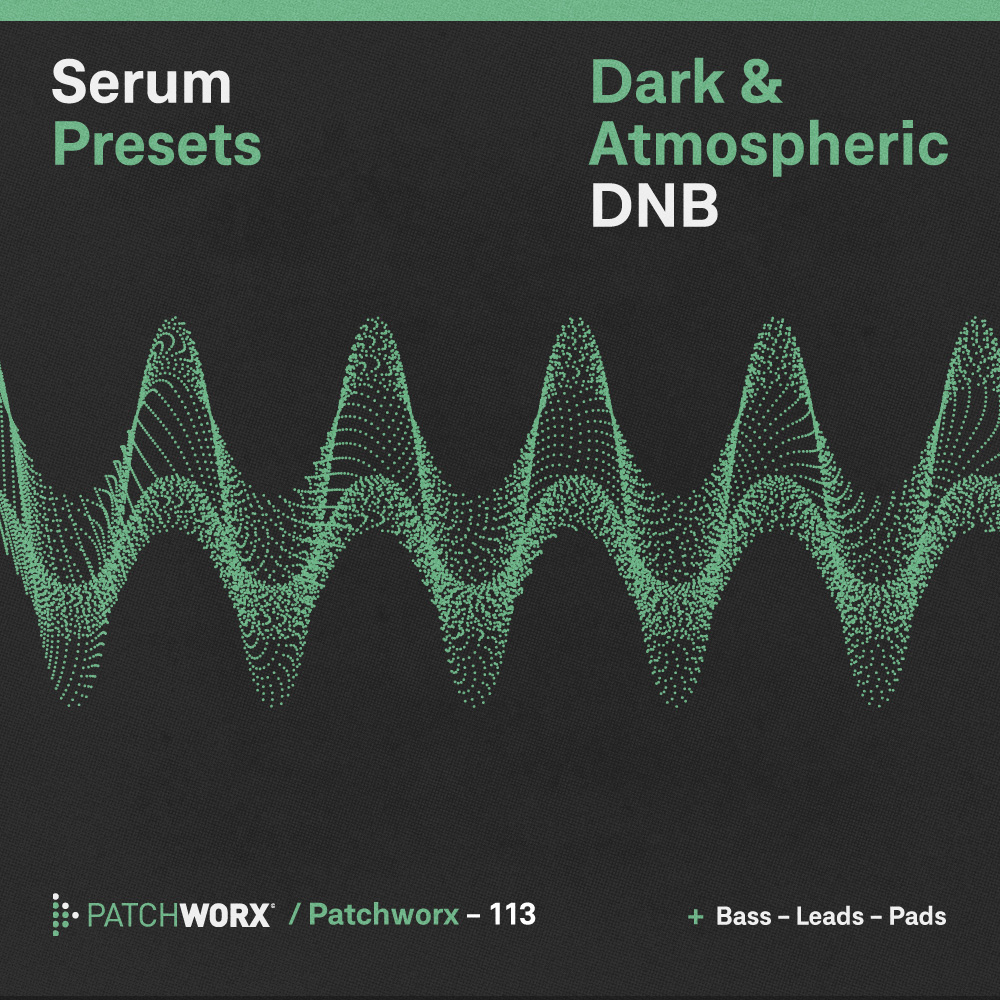 Serum
Presets
Dark &
Atmospheric
DNB
PATCHWORX / Patchworx – 113
+ Bass – Leads – Pads